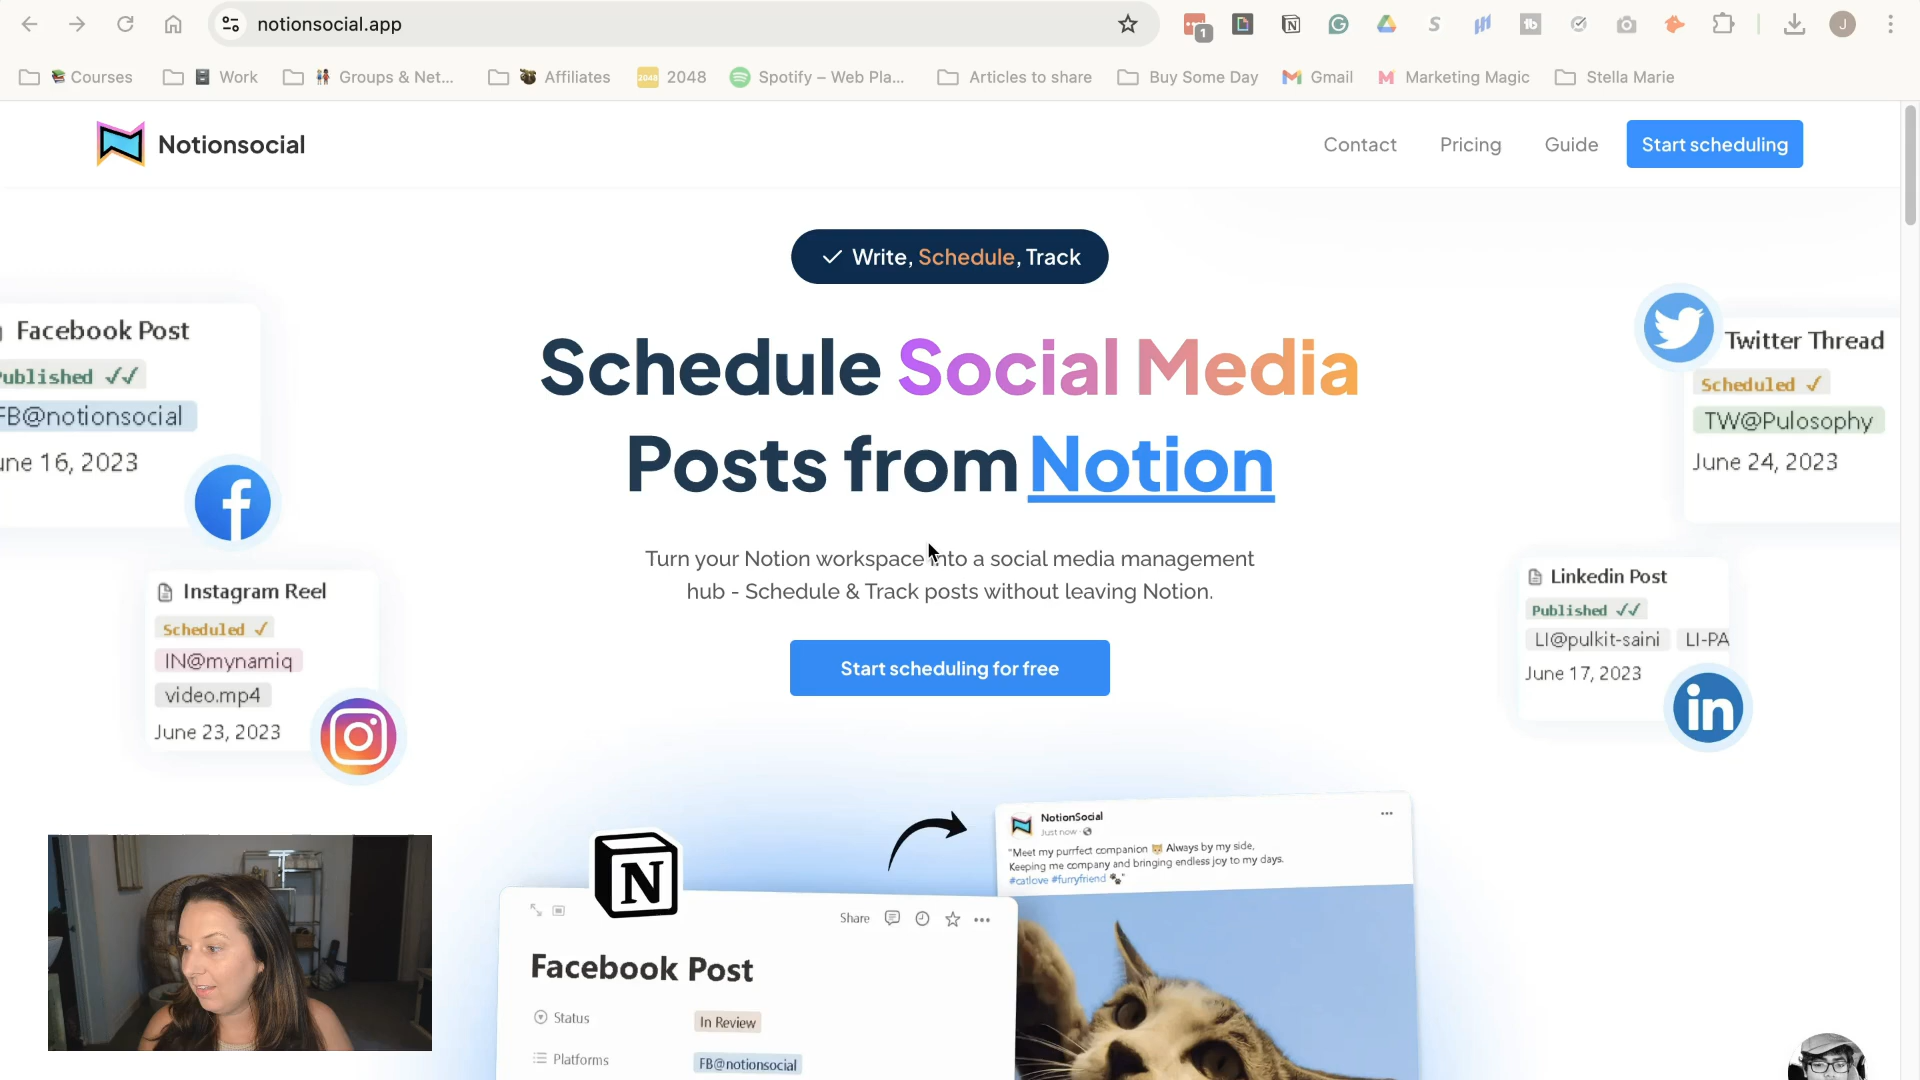 notionsocial.app
1
J
Courses
Work
Groups & Net...
Affiliates
2048
2048
Spotify – Web Pla...
Articles to share
Buy Some Day
Gmail
Marketing Magic
Stella Marie
Notionsocial
Contact
Pricing
Guide
Start scheduling
Write, Schedule, Track
Schedule Social Media
Posts from Notion
Turn your Notion workspace into a social media management
hub - Schedule & Track posts without leaving Notion.
Start scheduling for free
Facebook Post
Published ✓✓
FB@notionsocial
June 16, 2023
Instagram Reel
Scheduled ✓
IN@mynamiq
video.mp4
June 23, 2023
Twitter Thread
Scheduled ✓
TW@Pulosophy
June 24, 2023
Linkedin Post
Published ✓✓
LI@pulkit-saini LI-PA
June 17, 2023
in
N
NotionSocial
Just now
"Meet my purrfect companion 😺 Always by my side,
Keeping me company and bringing endless joy to my days.
#catlove #furryfriend 🐾"
Share
Facebook Post
Status
In Review
Platforms
FB@notionsocial